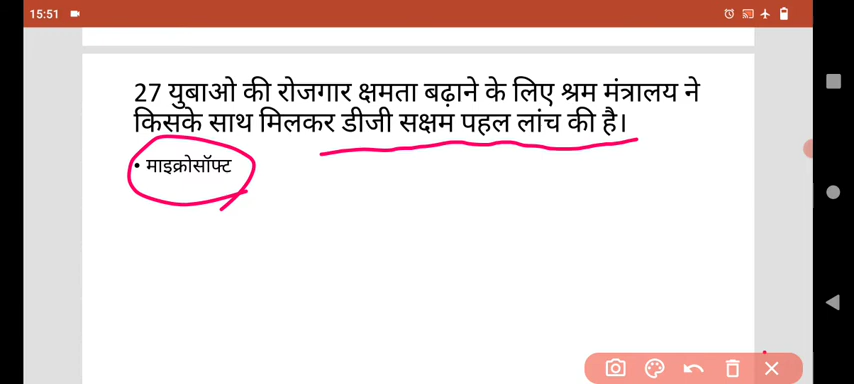 15:51
27 युबाओ की रोजगार क्षमता बढ़ाने के लिए श्रम मंत्रालय ने
किसके साथ मिलकर डीजी सक्षम पहल लांच की है।
• माइक्रोसॉफ्ट